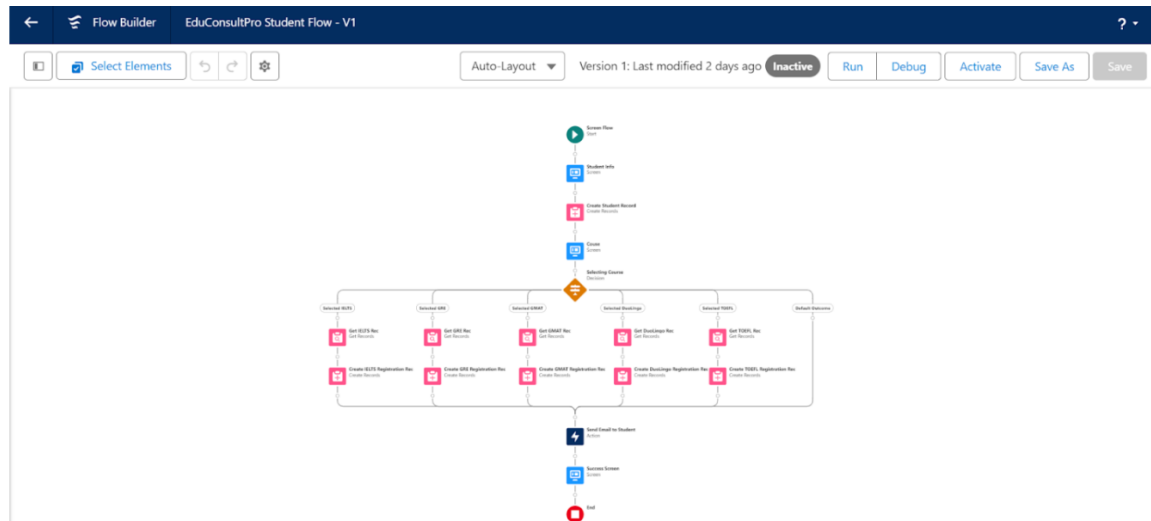 Flow Builder EduConsultPro Student Flow - V1 ?
Select Elements Auto-Layout Version 1: Last modified 2 days ago Inactive Run Debug Activate Save As Save
Screen Flow
Start
Student Info
Screen
Create Student Record
Create Records
Couse
Screen
Selecting Course
Decision
Selected IELTS Selected GRE Selected GMAT Selected DuoLingo Selected TOEFL Default Outcome
Get IELTS Rec Get GRE Rec Get GMAT Rec Get DuoLingo Rec Get TOEFL Rec
Get Records Get Records Get Records Get Records Get Records
Create IELTS Registration Rec Create GRE Registration Rec Create GMAT Registration Rec Create DuoLingo Registration Rec Create TOEFL Registration Rec
Create Records Create Records Create Records Create Records Create Records
Send Email to Student
Action
Success Screen
Screen
End